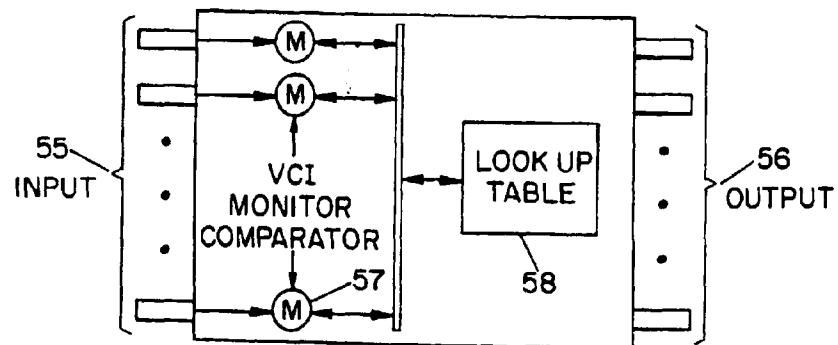 M
M
55
INPUT
VCI
MONITOR
COMPARATOR
LOOK UP
TABLE
56
OUTPUT
M
57
58